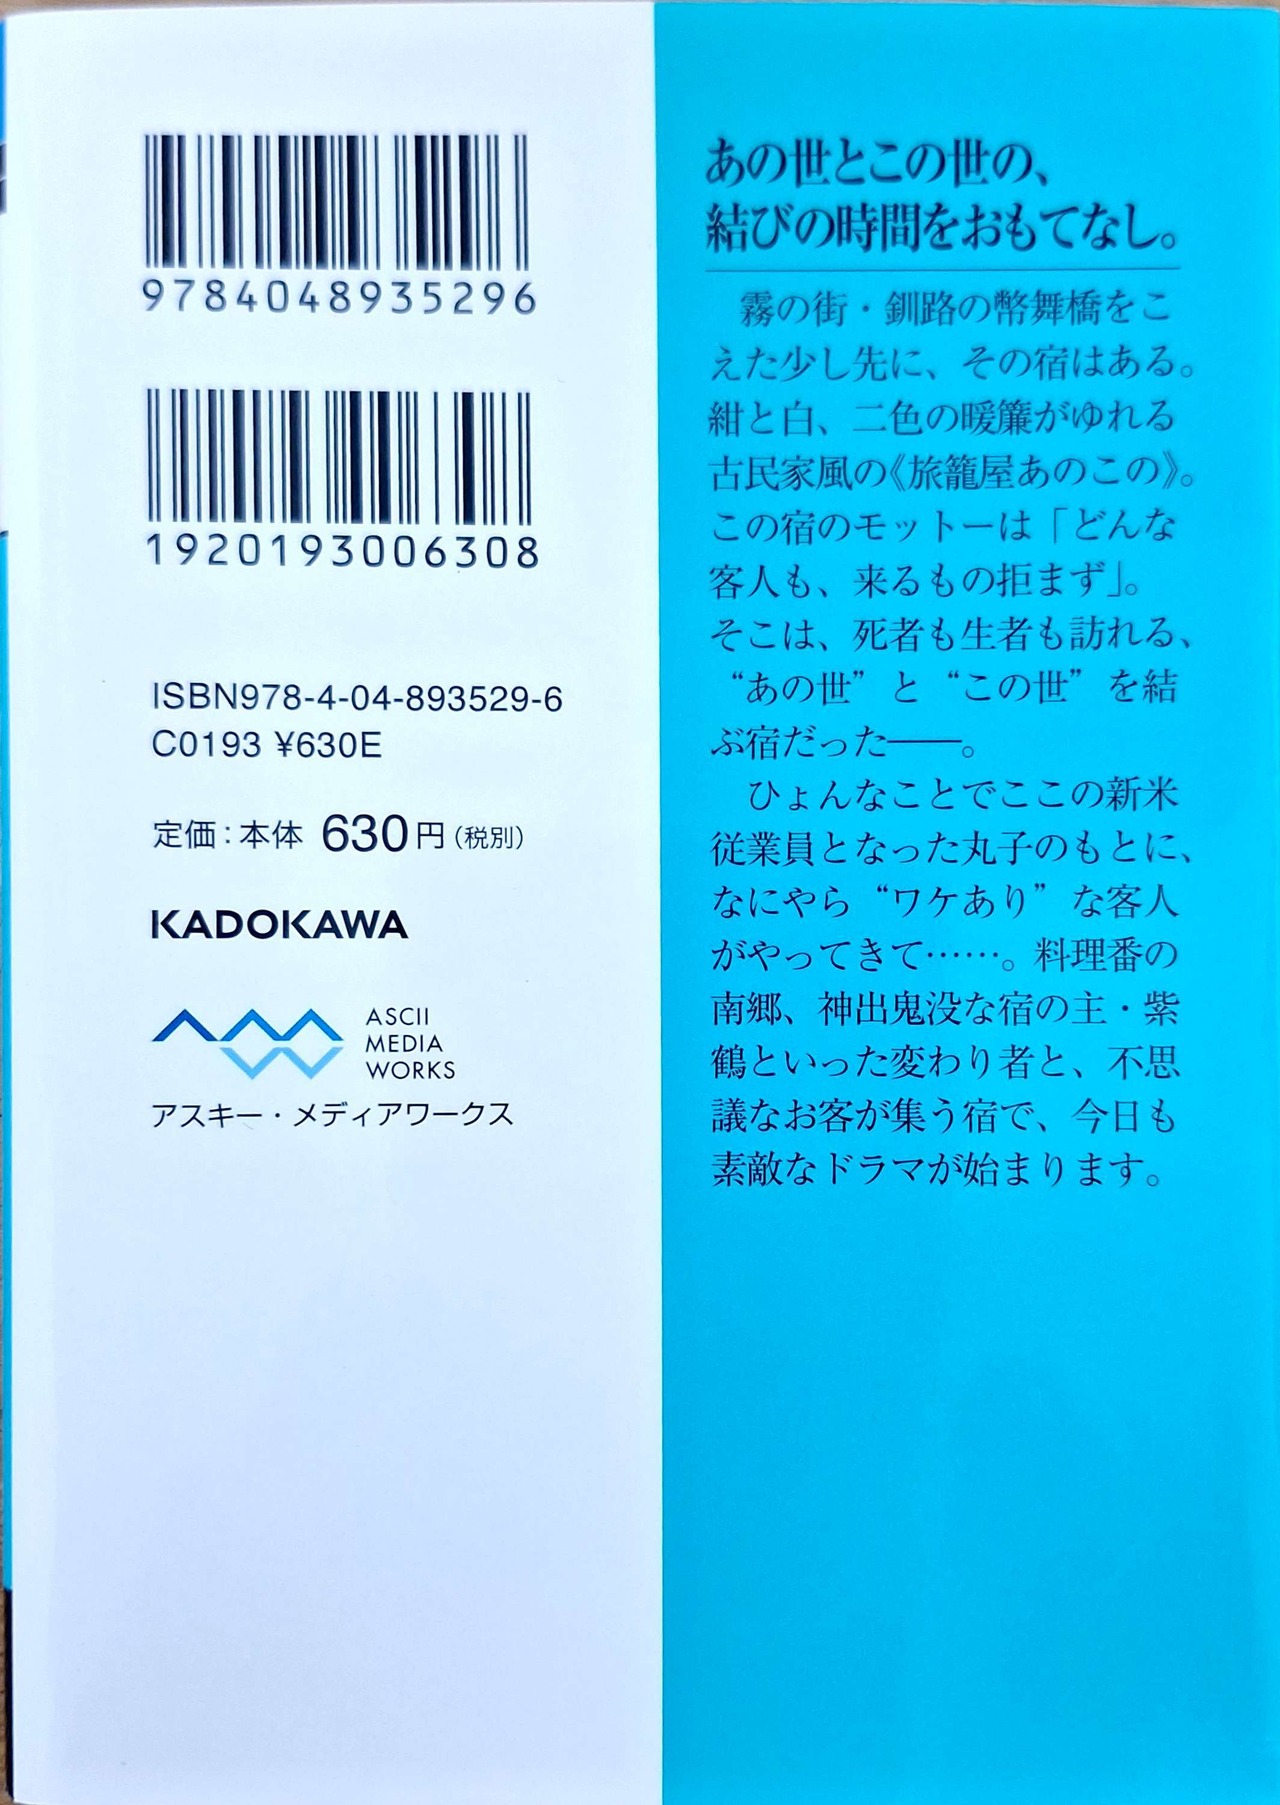 9784048935296
1920193006308
ISBN978-4-04-893529-6
C0193 ¥630E
定価：本体 630円（税別）
KADOKAWA
ASCII
MEDIA
WORKS
アスキー・メディアワークス
あの世とこの世の、
結びの時間をおもてなし。
霧の街・釧路の幣舞橋をこ
えた少し先に、その宿はある。
紺と白、二色の暖簾がゆれる
古民家風の《旅籠屋あのこの》。
この宿のモットーは「どんな
客人も、来るもの拒まず」。
そこは、死者も生者も訪れる、
“あの世”と“この世”を結
ぶ宿だった――。
ひょんなことでここの新米
従業員となった丸子のもとに、
なにやら“ワケあり”な客人
がやってきて……。料理番の
南郷、神出鬼没な宿の主・紫
鶴といった変わり者と、不思
議なお客が集う宿で、今日も
素敵なドラマが始まります。